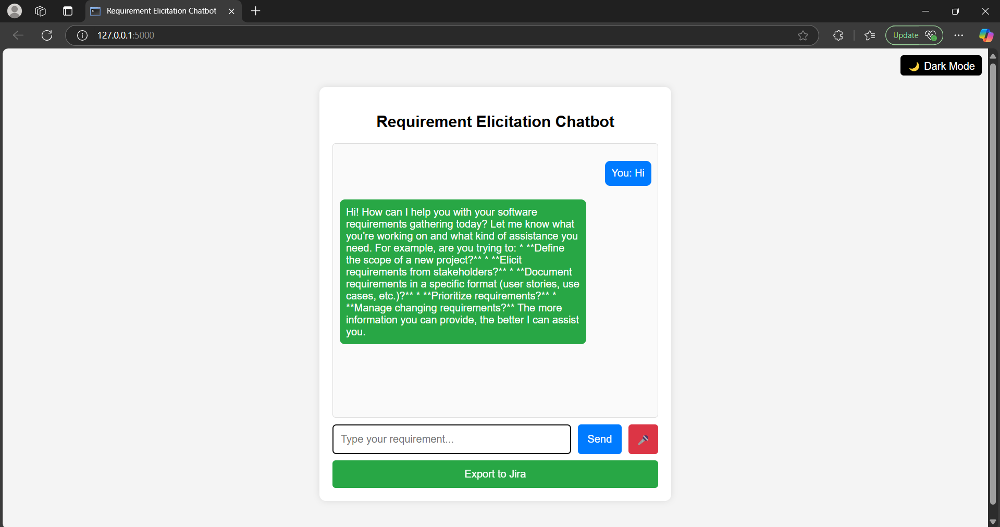 Requirement Elicitation Chatbot
127.0.0.1:5000
Update
🌙 Dark Mode
Requirement Elicitation Chatbot
You: Hi
Hi! How can I help you with your software
requirements gathering today? Let me know what
you're working on and what kind of assistance you
need. For example, are you trying to: * **Define
the scope of a new project?** * **Elicit
requirements from stakeholders?** * **Document
requirements in a specific format (user stories, use
cases, etc.)?** * **Prioritize requirements?** *
**Manage changing requirements?** The more
information you can provide, the better I can assist
you.
Type your requirement...
Send
Export to Jira